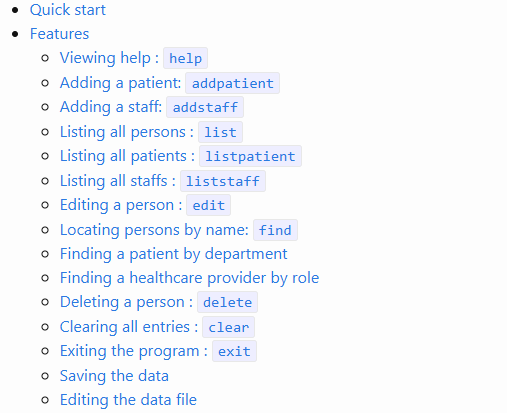 Quick start
Features
Viewing help : help
Adding a patient: addpatient
Adding a staff: addstaff
Listing all persons : list
Listing all patients : listpatient
Listing all staffs : liststaff
Editing a person : edit
Locating persons by name: find
Finding a patient by department
Finding a healthcare provider by role
Deleting a person : delete
Clearing all entries : clear
Exiting the program : exit
Saving the data
Editing the data file